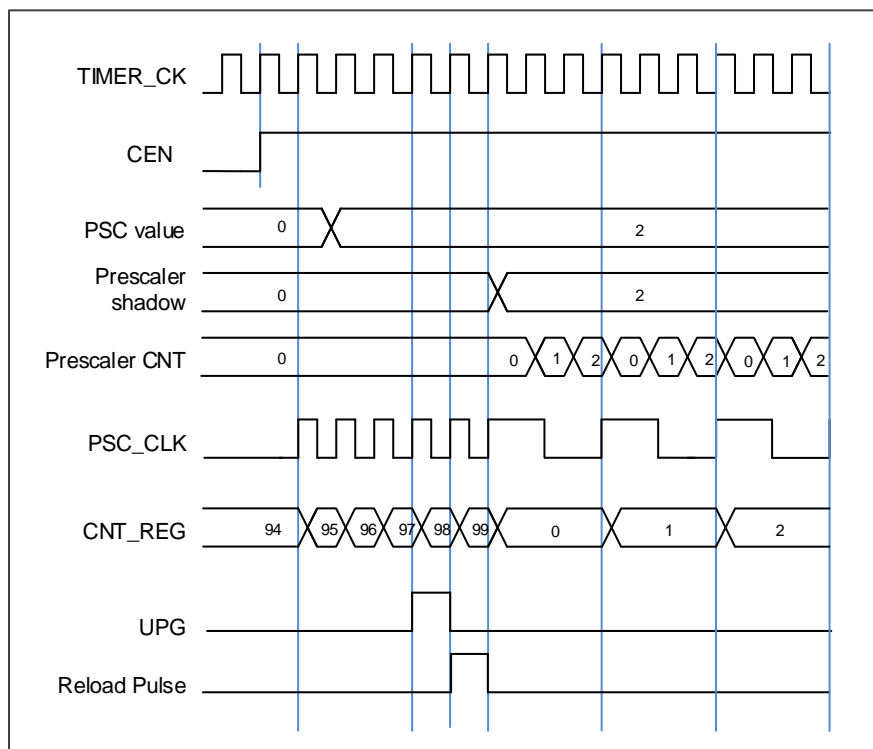 TIMER_CK
CEN
PSC value 0 2
Prescaler
shadow 0 2
Prescaler CNT 0 0 1 2 0 1 2 0 1 2
PSC_CLK
CNT_REG 94 95 96 97 98 99 0 1 2
UPG
Reload Pulse